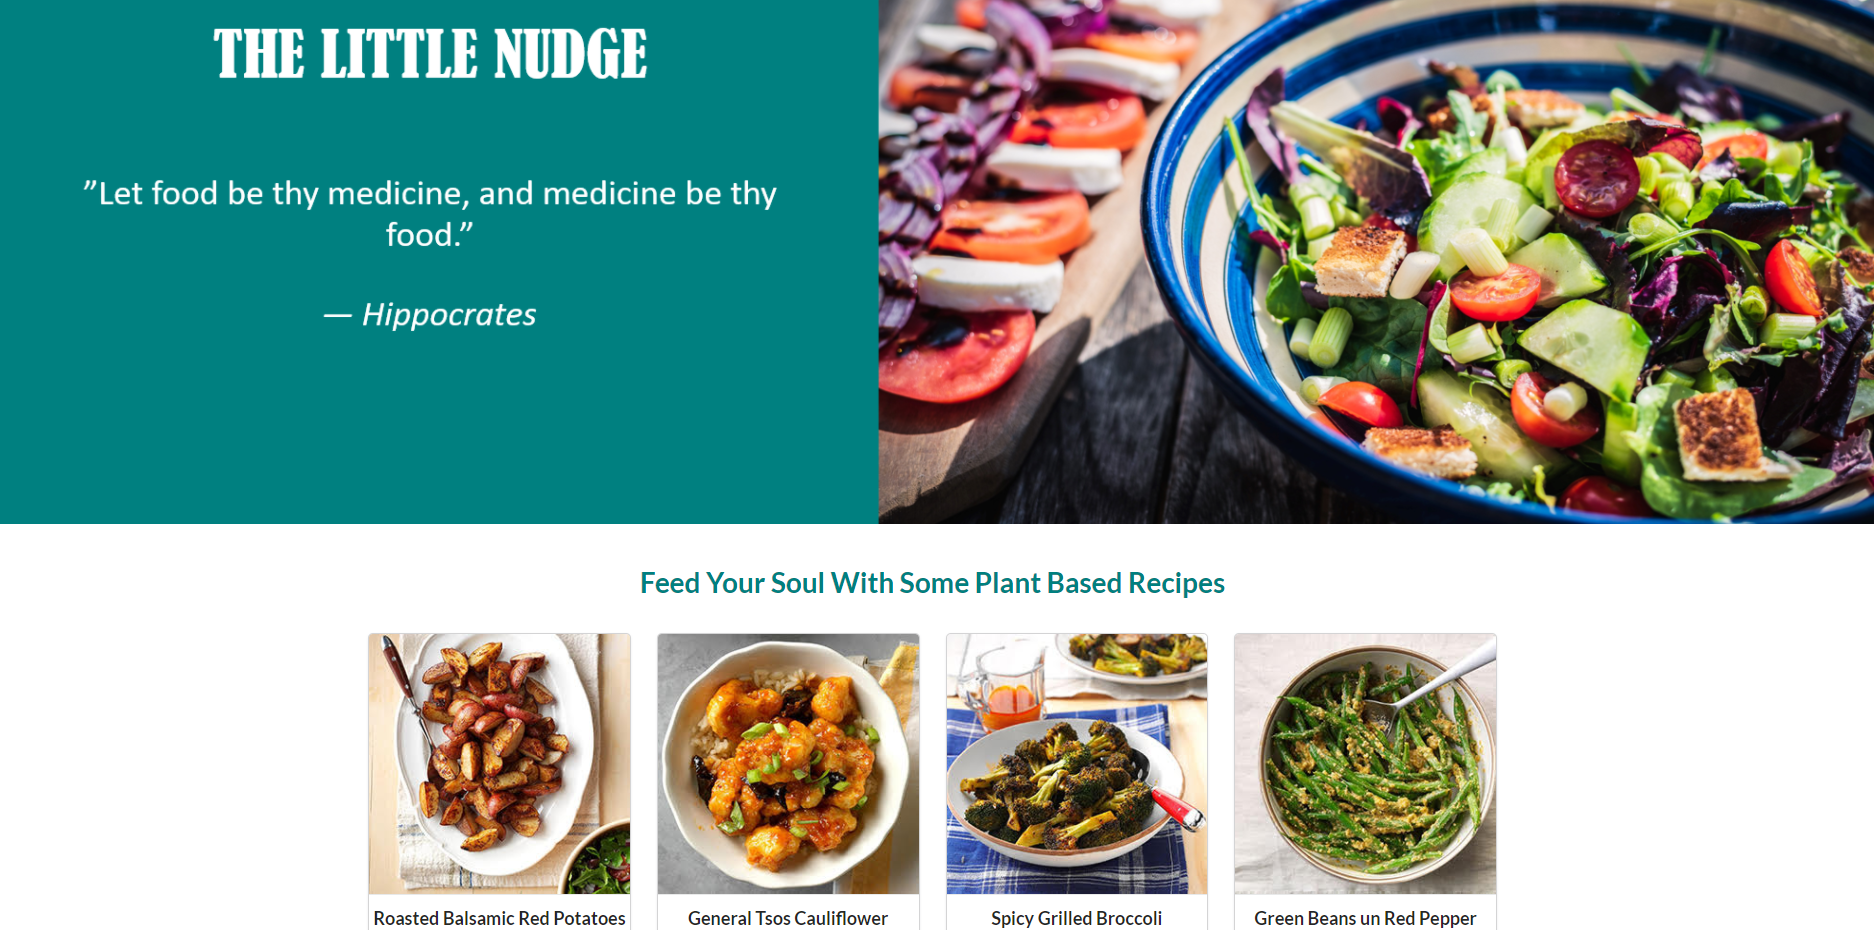 THE LITTLE NUDGE
”Let food be thy medicine, and medicine be thy
food.”
— Hippocrates
Feed Your Soul With Some Plant Based Recipes
Roasted Balsamic Red Potatoes
General Tsos Cauliflower
Spicy Grilled Broccoli
Green Beans un Red Pepper